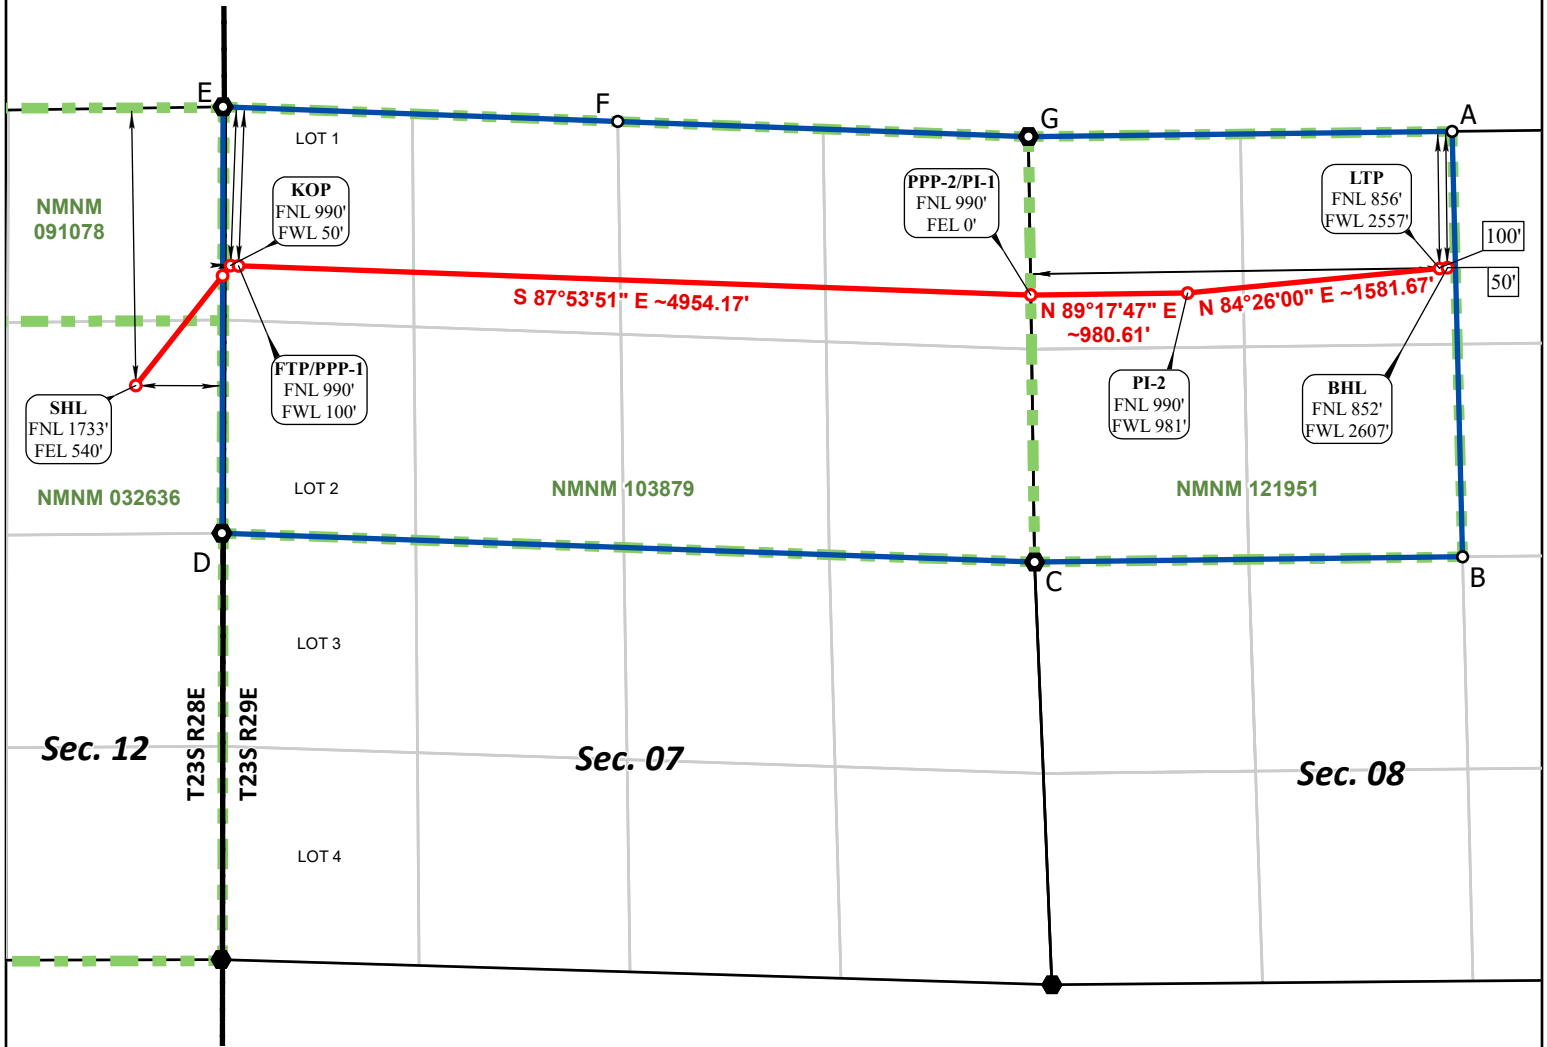 E
F
G
A
LOT 1
KOP
FNL 990'
FWL 50'
PPP-2/PI-1
FNL 990'
FEL 0'
LTP
FNL 856'
FWL 2557'
NMNM
091078
100'
50'
S 87°53'51" E ~4954.17'
N 89°17'47" E
~980.61'
N 84°26'00" E ~1581.67'
FTP/PPP-1
FNL 990'
FWL 100'
PI-2
FNL 990'
FWL 981'
BHL
FNL 852'
FWL 2607'
SHL
FNL 1733'
FEL 540'
NMNM 032636
LOT 2
NMNM 103879
NMNM 121951
D
C
B
LOT 3
T23S R28E
T23S R29E
Sec. 12
Sec. 07
Sec. 08
LOT 4